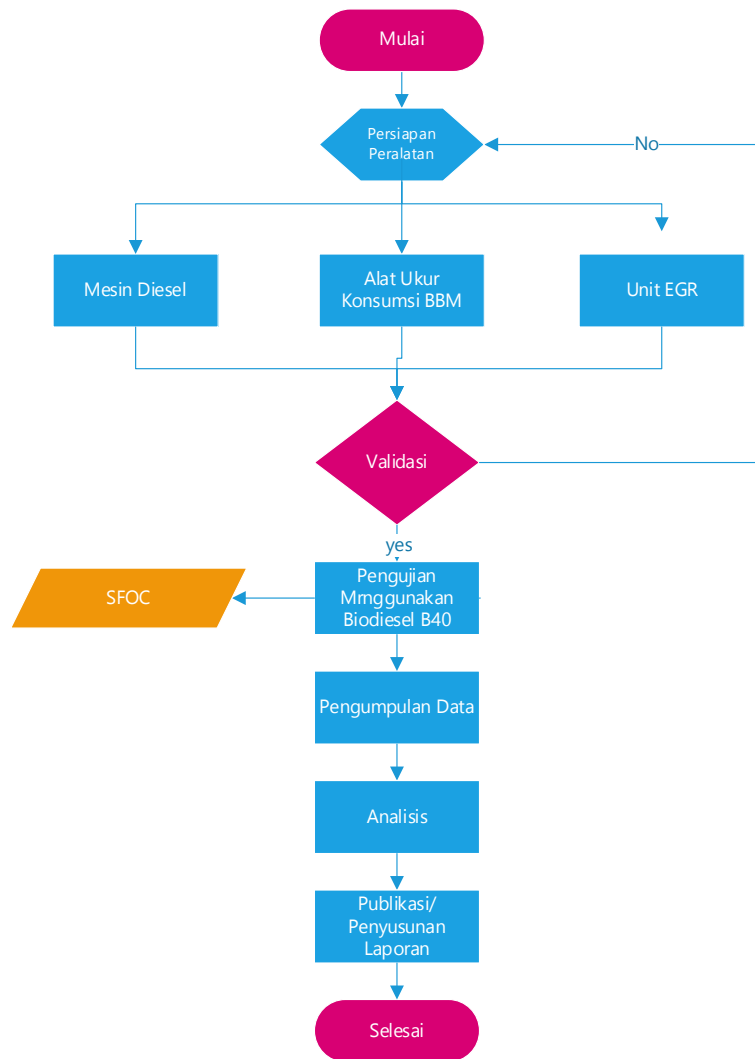 Mulai
Persiapan
Peralatan
No
Mesin Diesel
Alat Ukur
Konsumsi BBM
Unit EGR
Validasi
yes
SFOC
Pengujian
Mmggunakan
Biodiesel B40
Pengumpulan Data
Analisis
Publikasi/
Penyusunan
Laporan
Selesai